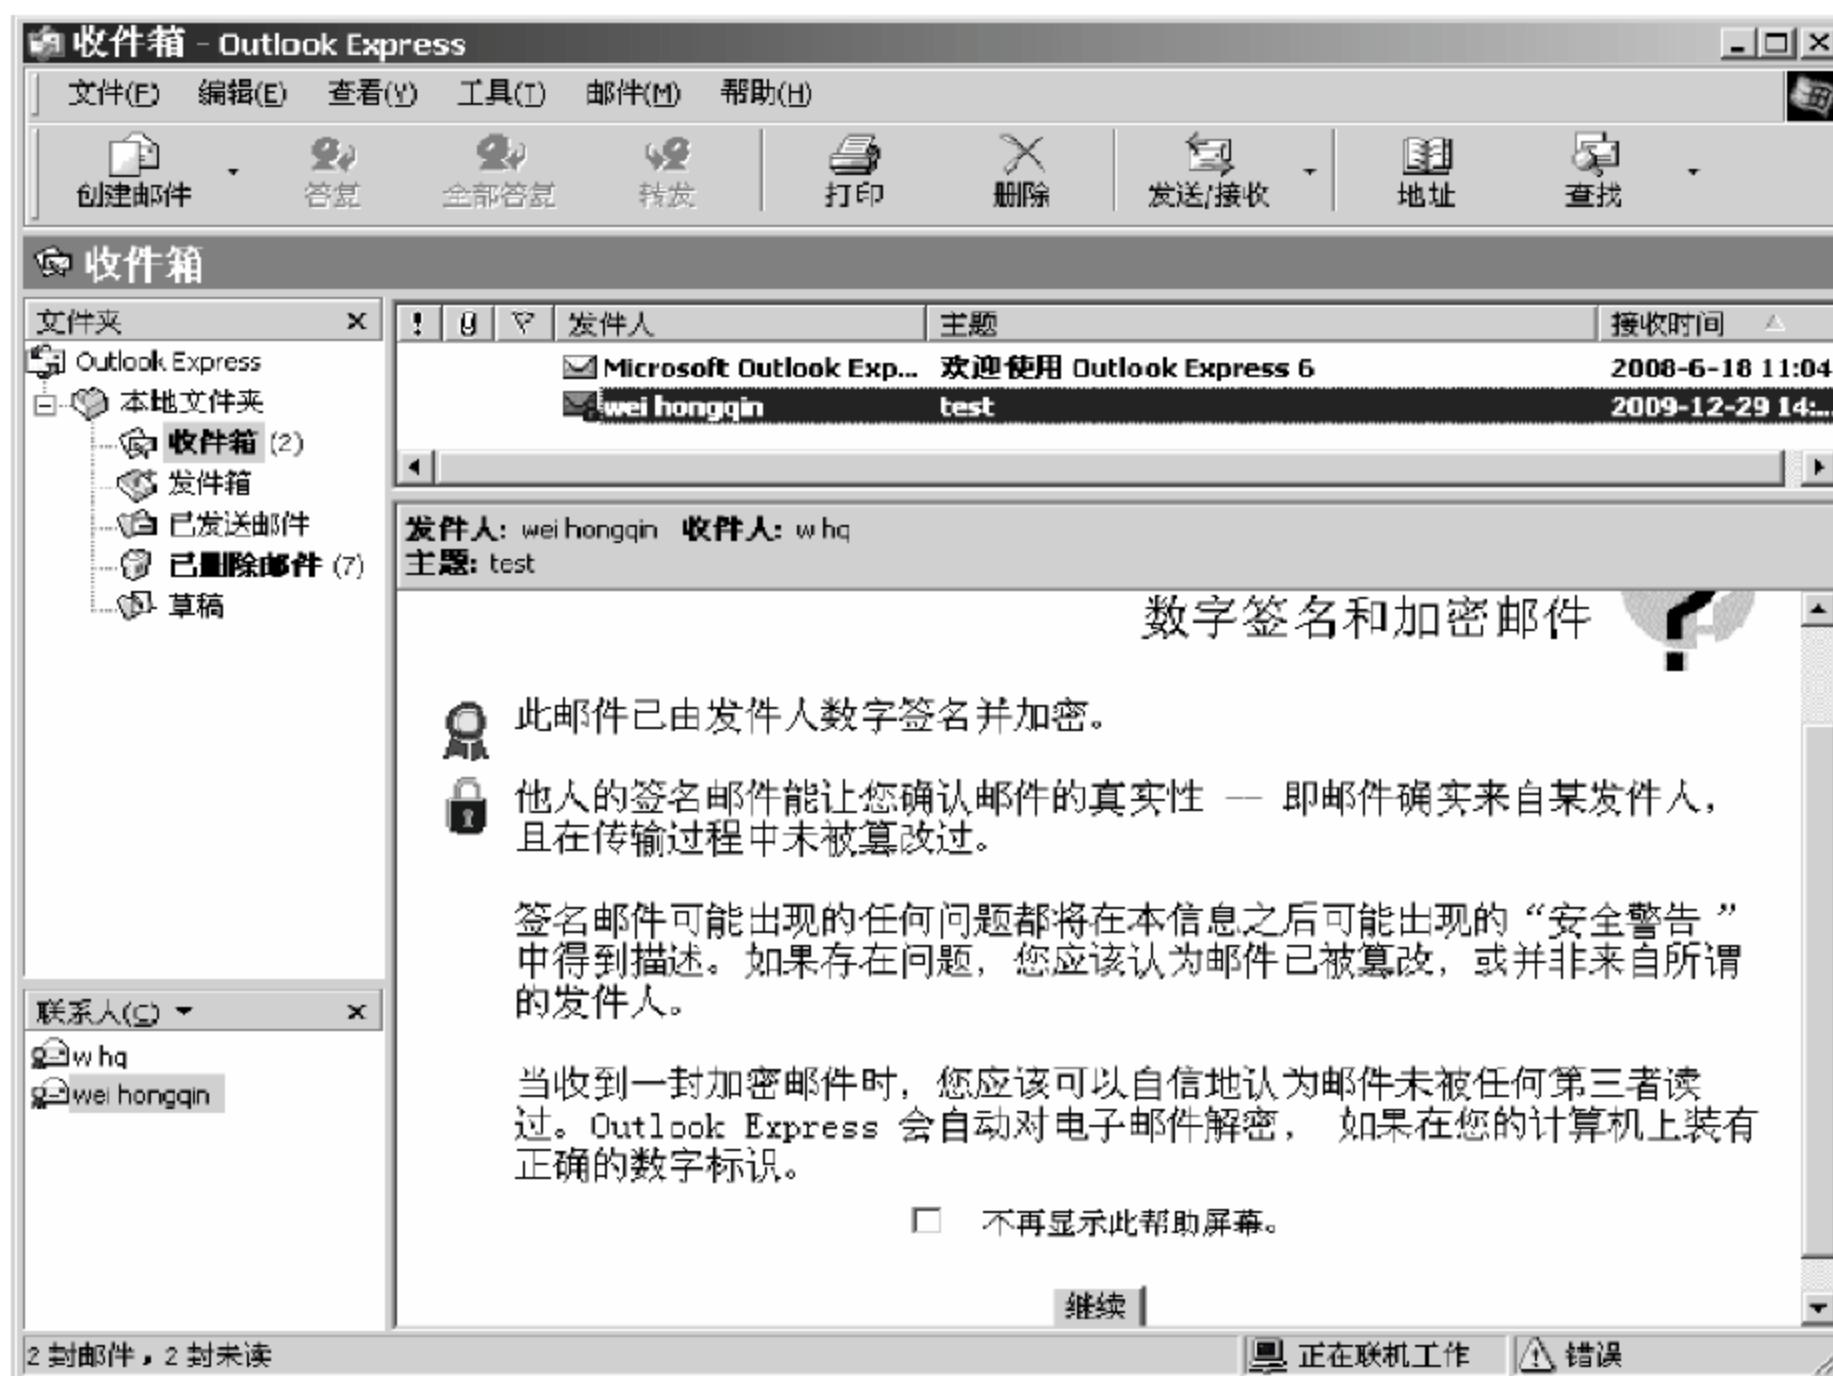 收件箱 - Outlook Express
文件(F) 编辑(E) 查看(Y) 工具(T) 邮件(M) 帮助(H)
创建邮件 答复 全部答复 转发 打印 删除 发送/接收 地址 查找
收件箱
文件夹
Outlook Express
本地文件夹
收件箱 (2)
发件箱
已发送邮件
已删除邮件 (7)
草稿
联系人(C)
w hq
wei hongqin
! 发件人 主题 接收时间
Microsoft Outlook Exp... 欢迎使用 Outlook Express 6 2008-6-18 11:04
wei hongqin test 2009-12-29 14:...
发件人: wei hongqin 收件人: w hq
主题: test
数字签名和加密邮件
此邮件已由发件人数字签名并加密。
他人的签名邮件能让您确认邮件的真实性 -- 即邮件确实来自某发件人,
且在传输过程中未被篡改过。
签名邮件可能出现的任何问题都将在本信息之后可能出现的“安全警告”
中得到描述。如果存在问题, 您应该认为邮件已被篡改, 或并非来自所谓
的发件人。
当收到一封加密邮件时, 您应该可以自信地认为邮件未被任何第三者读
过。Outlook Express 会自动对电子邮件解密, 如果在您的计算机上装有
正确的数字标识。
不再显示此帮助屏幕。
继续
2 封邮件，2 封未读 正在联机工作 错误